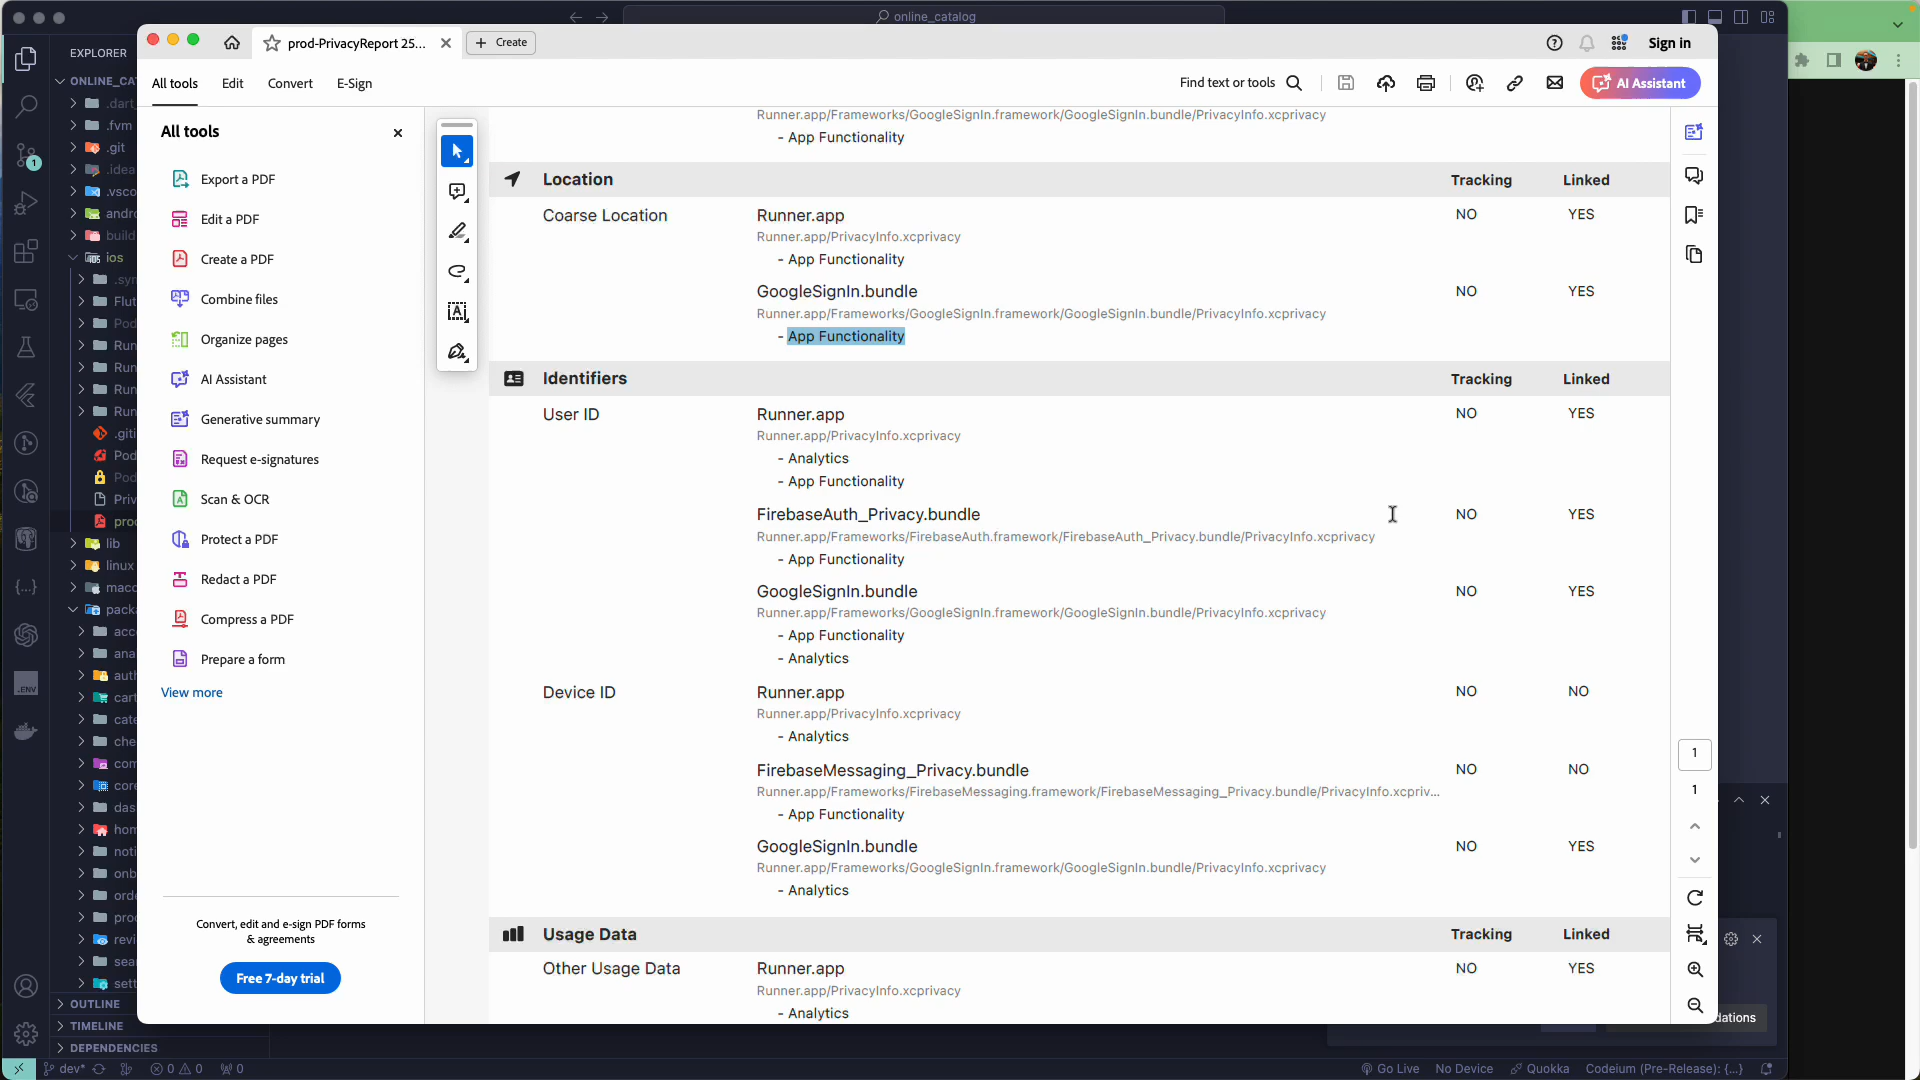 online_catalog
EXPLORER
prod-PrivacyReport 25...
Create
Sign in
ONLINE_CA
All tools
Edit
Convert
E-Sign
Find text or tools
AI Assistant
.dart_
.fvm
.git
.idea
.vsco
andro
build
ios
.syn
Flut
Pod
Run
Run
Run
Run
.giti
Pod
Pod
Priv
prod
lib
linux
macc
packa
acc
ana
auth
cart
cate
che
com
core
das
hom
noti
onb
orde
proc
revi
sear
sett
OUTLINE
TIMELINE
DEPENDENCIES
All tools
Export a PDF
Edit a PDF
Create a PDF
Combine files
Organize pages
AI Assistant
Generative summary
Request e-signatures
Scan & OCR
Protect a PDF
Redact a PDF
Compress a PDF
Prepare a form
View more
Convert, edit and e-sign PDF forms
& agreements
Free 7-day trial
Runner.app/Frameworks/GoogleSignIn.framework/GoogleSignIn.bundle/PrivacyInfo.xcprivacy
- App Functionality
Location Tracking Linked
Coarse Location Runner.app NO YES
Runner.app/PrivacyInfo.xcprivacy
- App Functionality
GoogleSignIn.bundle NO YES
Runner.app/Frameworks/GoogleSignIn.framework/GoogleSignIn.bundle/PrivacyInfo.xcprivacy
- App Functionality
Identifiers Tracking Linked
User ID Runner.app NO YES
Runner.app/PrivacyInfo.xcprivacy
- Analytics
- App Functionality
FirebaseAuth_Privacy.bundle NO YES
Runner.app/Frameworks/FirebaseAuth.framework/FirebaseAuth_Privacy.bundle/PrivacyInfo.xcprivacy
- App Functionality
GoogleSignIn.bundle NO YES
Runner.app/Frameworks/GoogleSignIn.framework/GoogleSignIn.bundle/PrivacyInfo.xcprivacy
- App Functionality
- Analytics
Device ID Runner.app NO NO
Runner.app/PrivacyInfo.xcprivacy
- Analytics
FirebaseMessaging_Privacy.bundle NO NO
Runner.app/Frameworks/FirebaseMessaging.framework/FirebaseMessaging_Privacy.bundle/PrivacyInfo.xcpriv...
- App Functionality
GoogleSignIn.bundle NO YES
Runner.app/Frameworks/GoogleSignIn.framework/GoogleSignIn.bundle/PrivacyInfo.xcprivacy
- Analytics
Usage Data Tracking Linked
Other Usage Data Runner.app NO YES
Runner.app/PrivacyInfo.xcprivacy
- Analytics
1
1
dations
.ENV
1
dev* 0 0 0
Go Live
No Device
Quokka
Codeium (Pre-Release): {...}